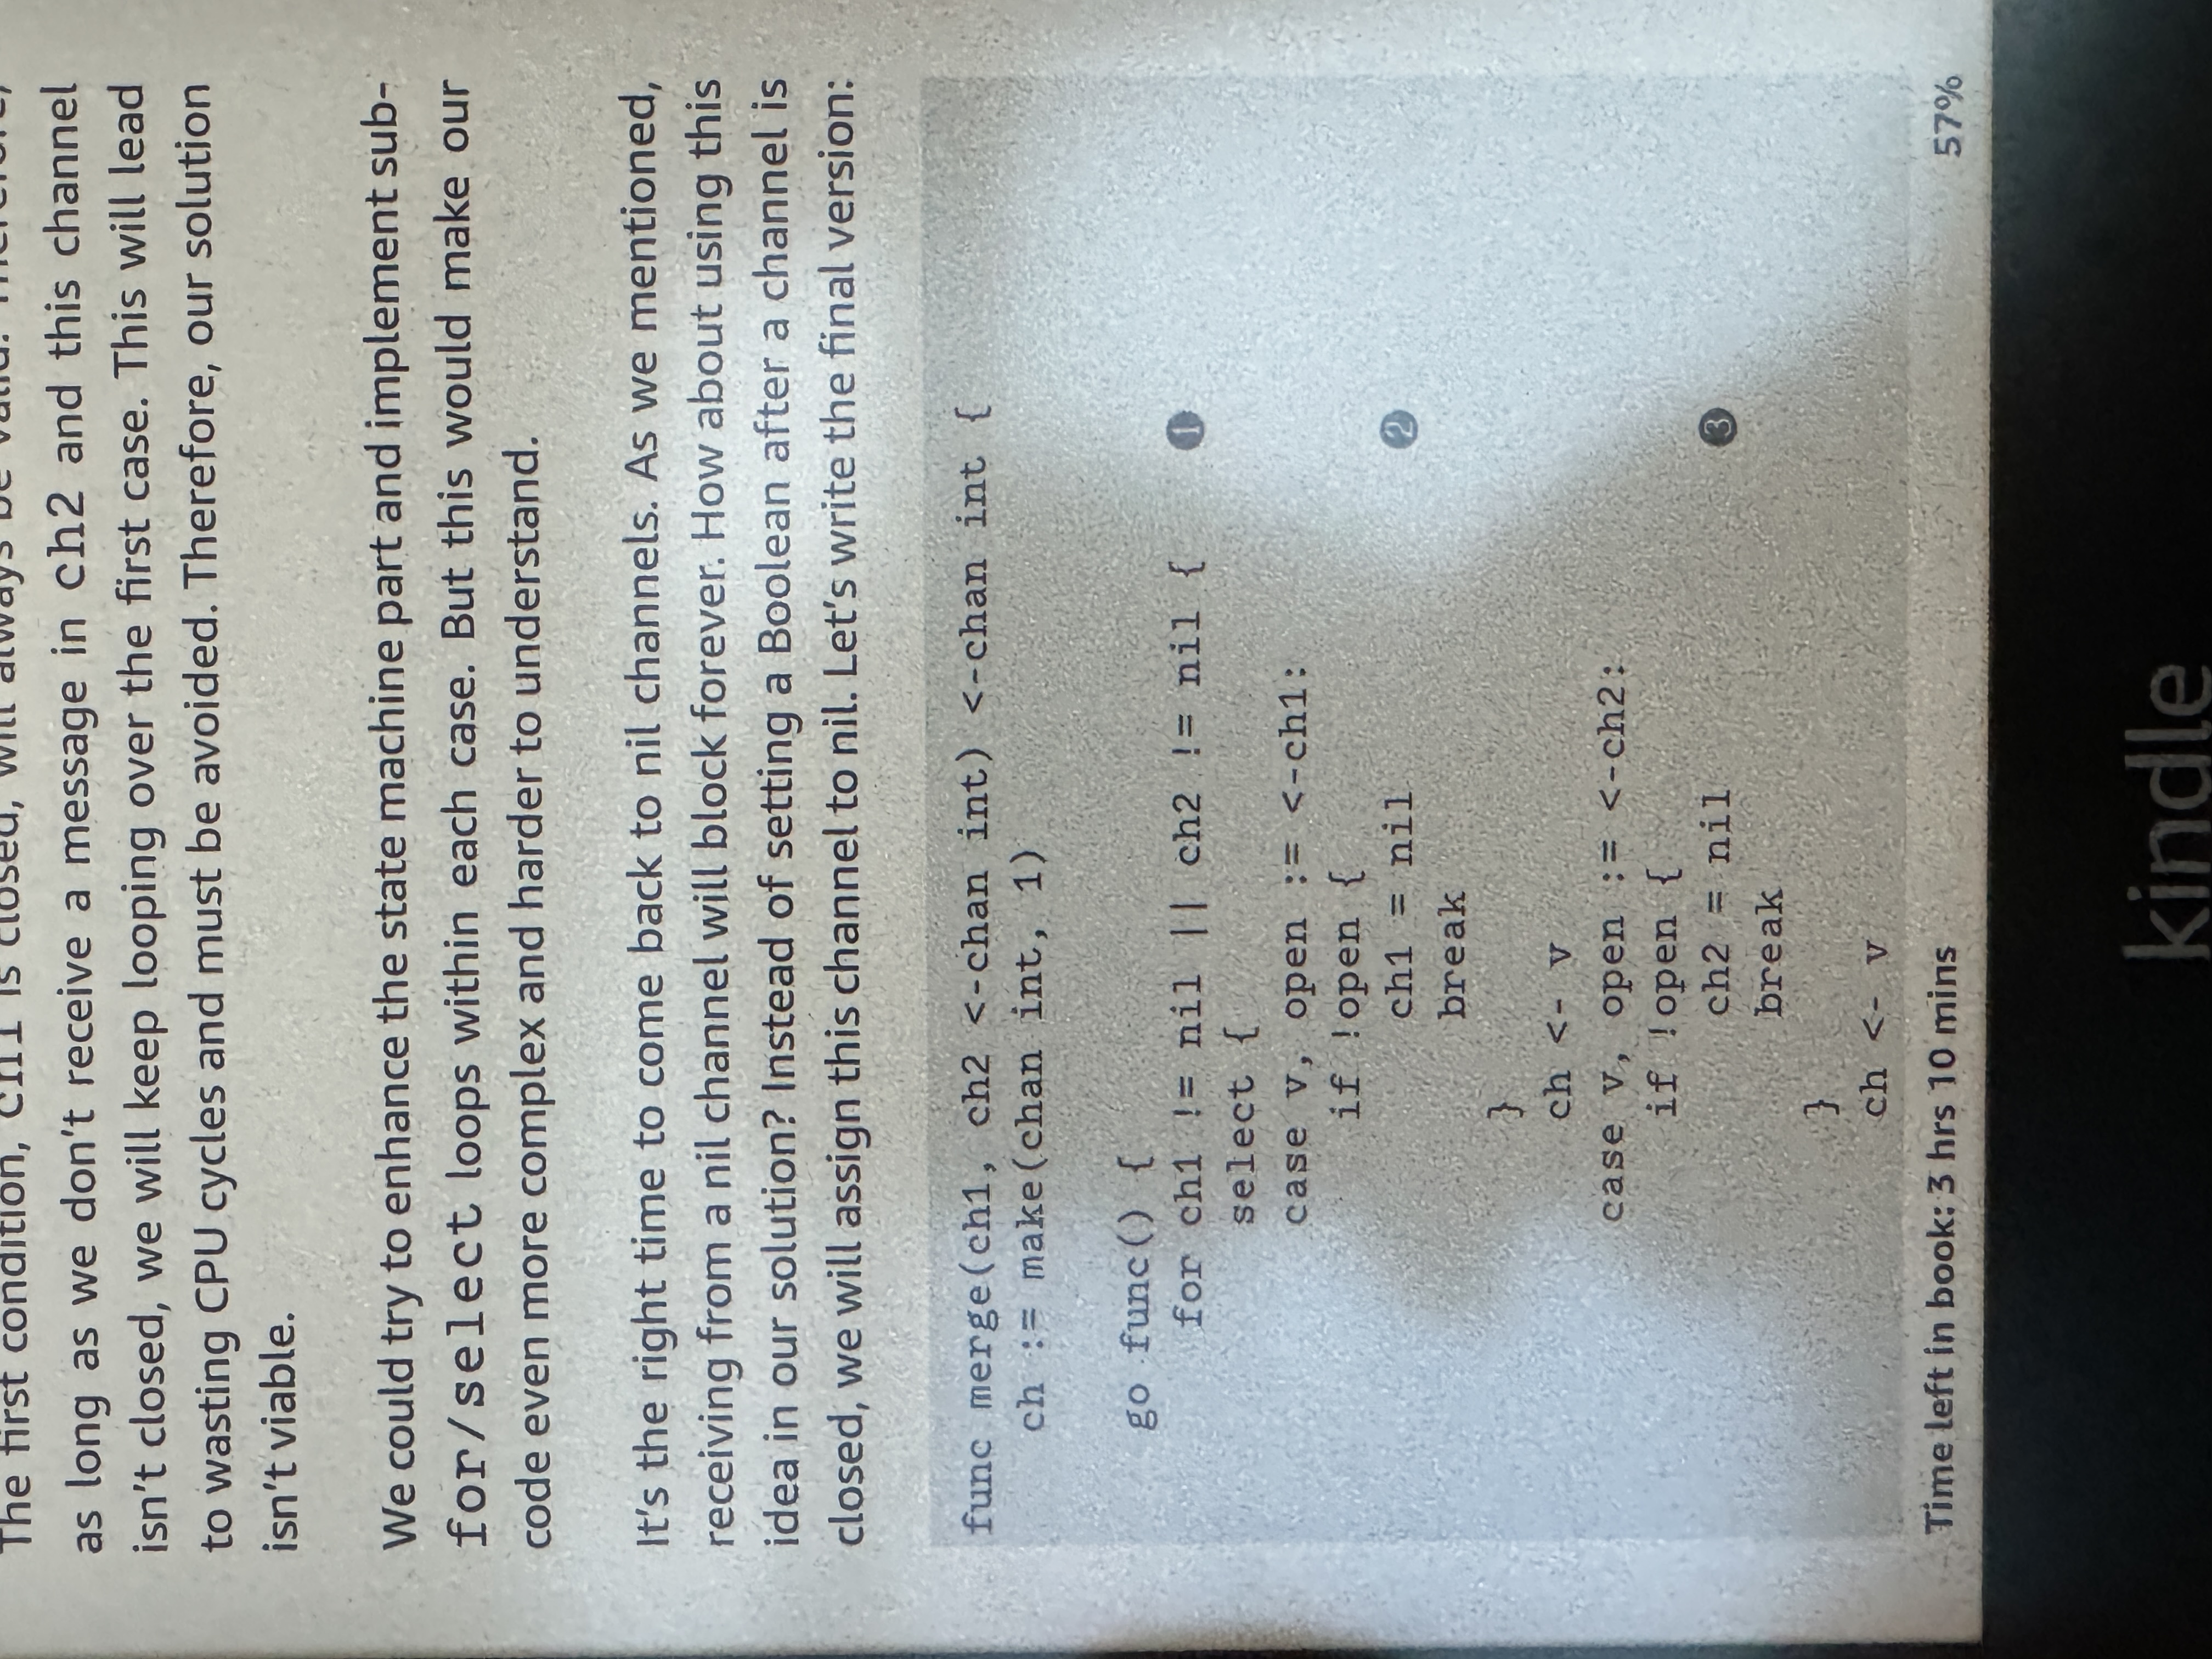 The first condition, ch1 is closed, will always be valid. Therefore,
as long as we don't receive a message in ch2 and this channel
isn't closed, we will keep looping over the first case. This will lead
to wasting CPU cycles and must be avoided. Therefore, our solution
isn't viable.
We could try to enhance the state machine part and implement sub-
for/select loops within each case. But this would make our
code even more complex and harder to understand.
It's the right time to come back to nil channels. As we mentioned,
receiving from a nil channel will block forever. How about using this
idea in our solution? Instead of setting a Boolean after a channel is
closed, we will assign this channel to nil. Let's write the final version:
func merge(ch1, ch2 <-chan int) <-chan int {
    ch := make(chan int, 1)
    go func() {
        for ch1 != nil || ch2 != nil { ❶
            select {
            case v, open := <-ch1:
                if !open {
                    ch1 = nil ❷
                    break
                }
                ch <- v
            case v, open := <-ch2:
                if !open {
                    ch2 = nil ❸
                    break
                }
                ch <- v
Time left in book: 3 hrs 10 mins 57%
kindle